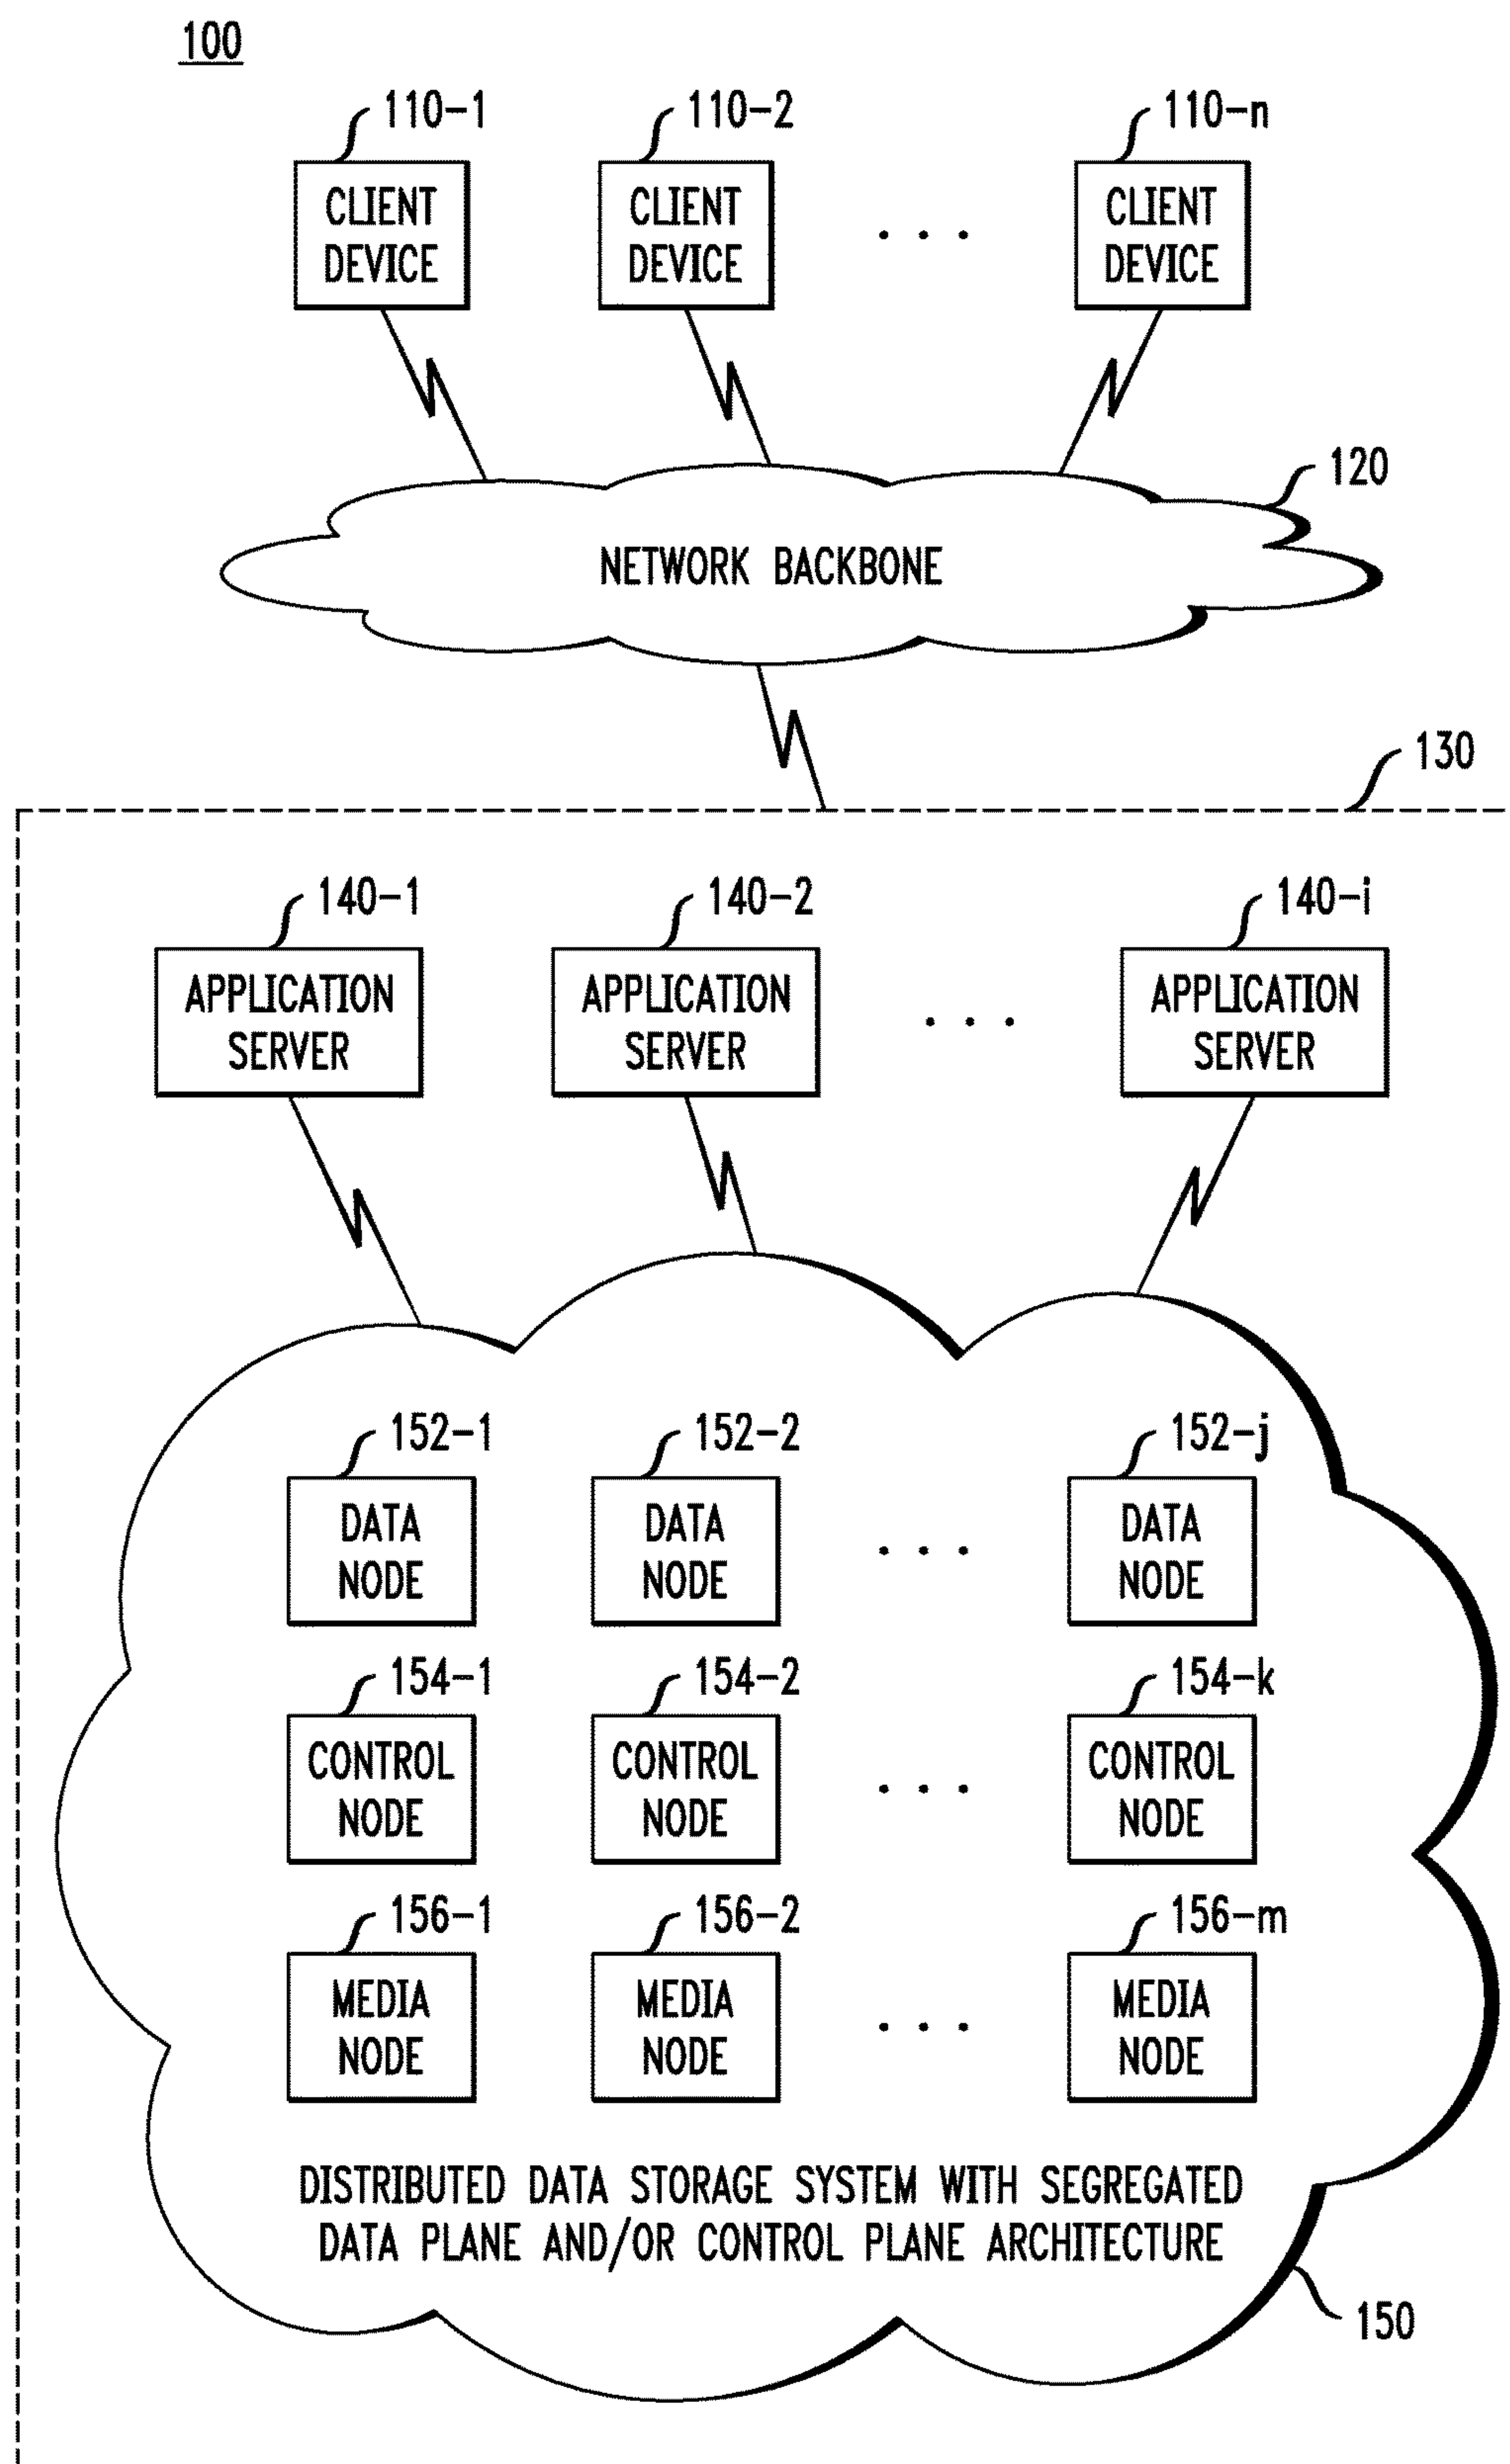 100
110-1 110-2 110-n
CLIENT DEVICE CLIENT DEVICE . . . CLIENT DEVICE
120
NETWORK BACKBONE
130
140-1 140-2 140-i
APPLICATION SERVER APPLICATION SERVER . . . APPLICATION SERVER
152-1 152-2 152-j
DATA NODE DATA NODE . . . DATA NODE
154-1 154-2 154-k
CONTROL NODE CONTROL NODE . . . CONTROL NODE
156-1 156-2 156-m
MEDIA NODE MEDIA NODE . . . MEDIA NODE
DISTRIBUTED DATA STORAGE SYSTEM WITH SEGREGATED
DATA PLANE AND/OR CONTROL PLANE ARCHITECTURE
150